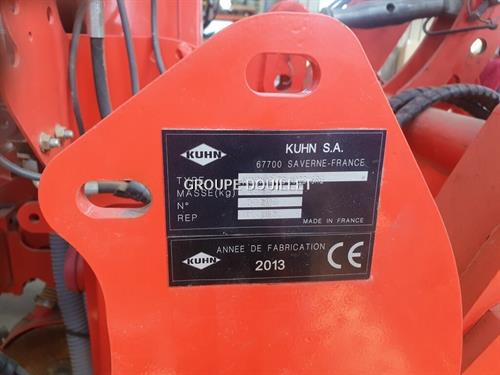 KUHN
KUHN S.A.
67700 SAVERNE-FRANCE
TYPE
GROUPE DOUILLET
MASSE(kg)
N°
REP
MADE IN FRANCE
KUHN
ANNEE DE FABRICATION
2013
CE